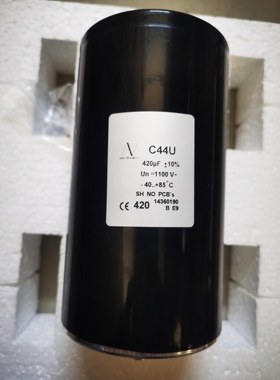 C44U
420µF ±10%
Un =1100 V-
- 40..+85°C
SH NO PCB's
CE 420 14360190
B E9